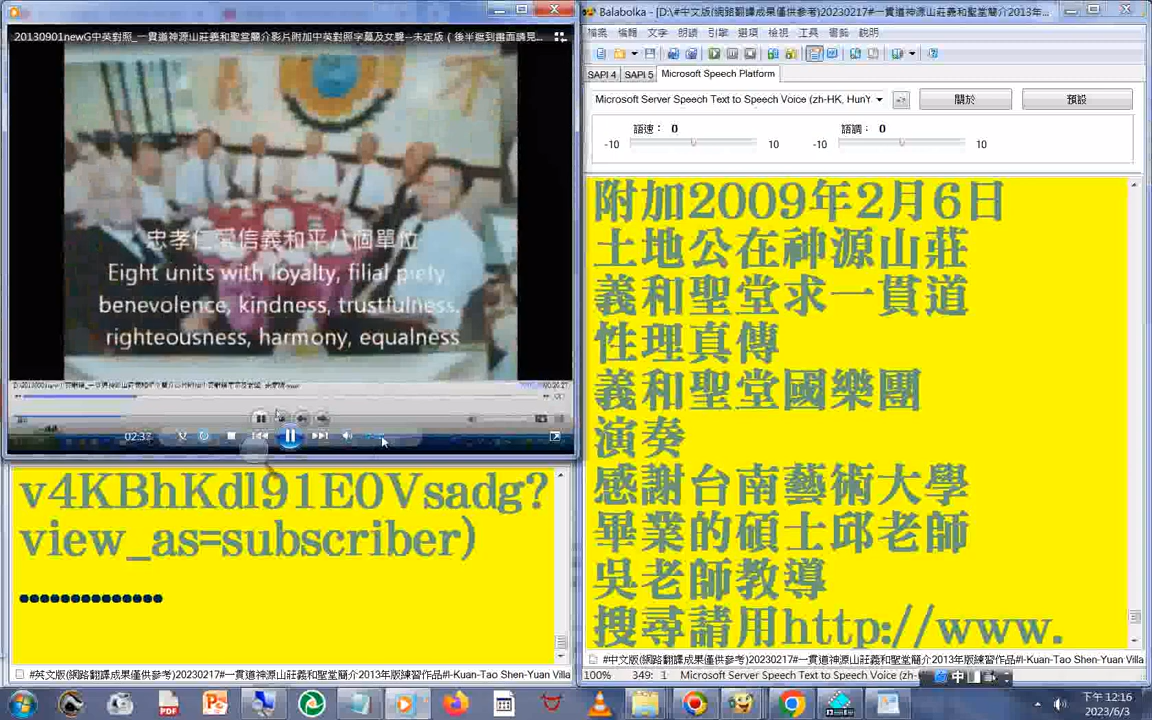 20130901newG中英對照_一貫道神源山莊義和聖堂簡介影片附加中英對照字幕及女聲--未定版（後半遮到畫面請見...
忠孝仁愛信義和平八個單位
Eight units with loyalty, filial piety,
benevolence, kindness, trustfulness,
righteousness, harmony, equalness
02:37
v4KBhKdl91E0Vsadg?
view_as=subscriber)
••••••••••••••
#英文版(網路翻譯成果僅供參考)20230217#一貫道神源山莊義和聖堂簡介2013年版練習作品#I-Kuan-Tao Shen-Yuan Villa
Balabolka - [D:\#中文版(網路翻譯成果僅供參考)20230217#一貫道神源山莊義和聖堂簡介2013年...
檔案 編輯 文字 朗讀 引擎 選項 檢視 工具 書籤 說明
SAPI 4 SAPI 5 Microsoft Speech Platform
Microsoft Server Speech Text to Speech Voice (zh-HK, HunY 關於 預設
語速： 0 語調： 0
-10 10 -10 10
附加2009年2月6日
土地公在神源山莊
義和聖堂求一貫道
性理真傳
義和聖堂國樂團
演奏
感謝台南藝術大學
畢業的碩士邱老師
吳老師教導
搜尋請用http://www.
#中文版(網路翻譯成果僅供參考)20230217#一貫道神源山莊義和聖堂簡介2013年版練習作品#I-Kuan-Tao Shen-Yuan Villa
100% 349: 1 Microsoft Server Speech Text to Speech Voice (zh-
中
下午 12:16
2023/6/3